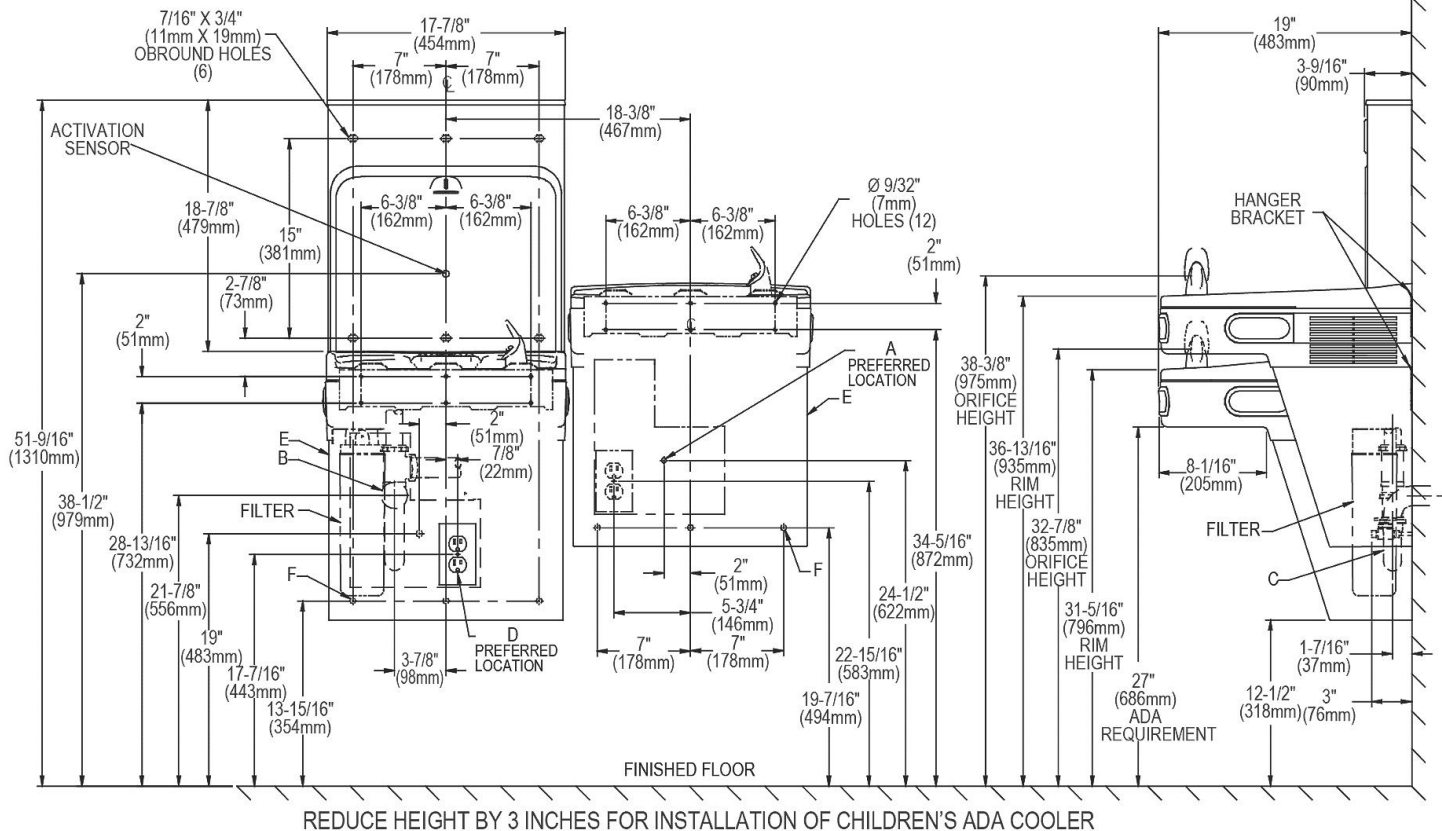 7/16" X 3/4"
(11mm X 19mm)
OBROUND HOLES
(6)
17-7/8"
(454mm)
7"
(178mm)
7"
(178mm)
℄
18-3/8"
(467mm)
ACTIVATION
SENSOR
18-7/8"
(479mm)
15"
(381mm)
2-7/8"
(73mm)
2"
(51mm)
6-3/8"
(162mm)
6-3/8"
(162mm)
6-3/8"
(162mm)
6-3/8"
(162mm)
Ø 9/32"
(7mm)
HOLES (12)
2"
(51mm)
℄
A
PREFERRED
LOCATION
E
51-9/16"
(1310mm)
38-1/2"
(979mm)
28-13/16"
(732mm)
21-7/8"
(556mm)
19"
(483mm)
17-7/16"
(443mm)
13-15/16"
(354mm)
E
B
FILTER
F
2"
(51mm)
7/8"
(22mm)
3-7/8"
(98mm)
D
PREFERRED
LOCATION
F
2"
(51mm)
5-3/4"
(146mm)
7"
(178mm)
7"
(178mm)
34-5/16"
(872mm)
24-1/2"
(622mm)
22-15/16"
(583mm)
19-7/16"
(494mm)
19"
(483mm)
3-9/16"
(90mm)
HANGER
BRACKET
38-3/8"
(975mm)
ORIFICE
HEIGHT
36-13/16"
(935mm)
RIM
HEIGHT
32-7/8"
(835mm)
ORIFICE
HEIGHT
31-5/16"
(796mm)
RIM
HEIGHT
8-1/16"
(205mm)
FILTER
C
27"
(686mm)
ADA
REQUIREMENT
12-1/2"
(318mm)
1-7/16"
(37mm)
3"
(76mm)
FINISHED FLOOR
REDUCE HEIGHT BY 3 INCHES FOR INSTALLATION OF CHILDREN'S ADA COOLER